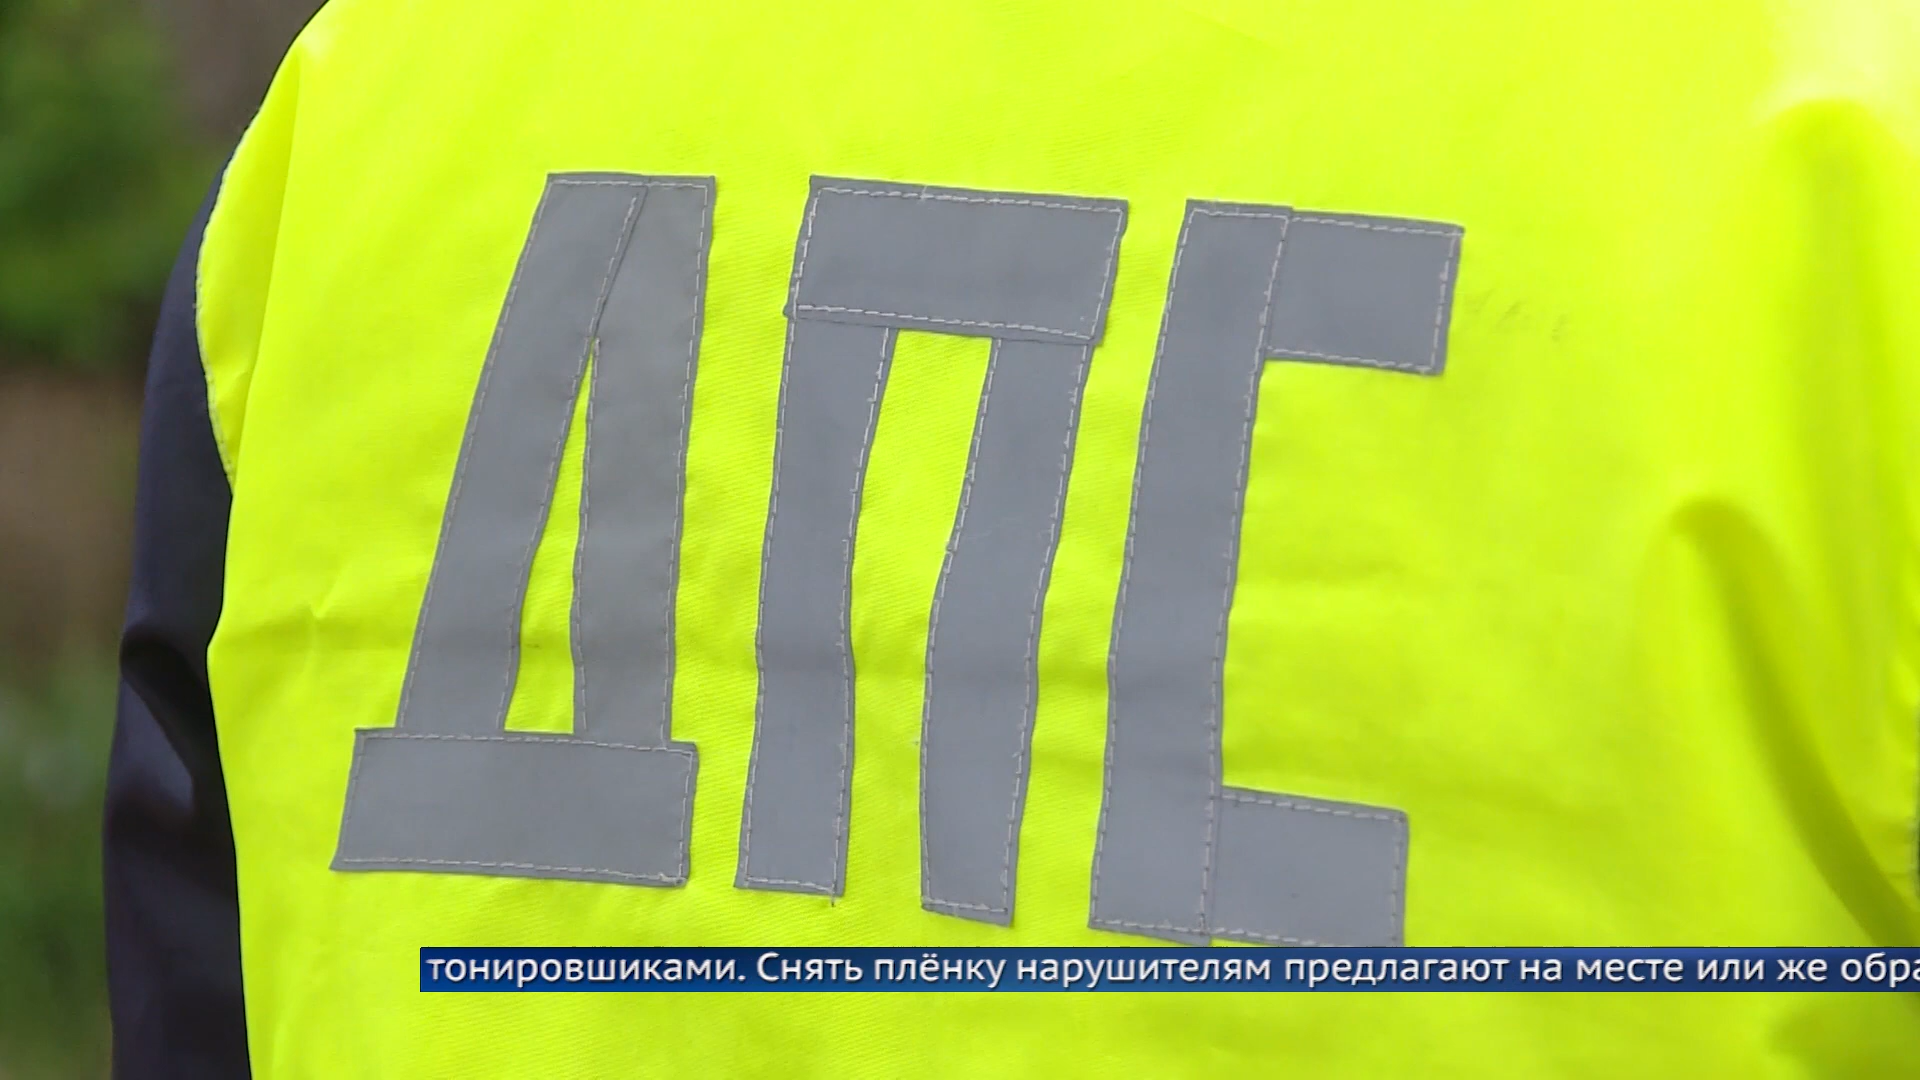 ДПС
тонировшиками. Снять плёнку нарушителям предлагают на месте или же обра